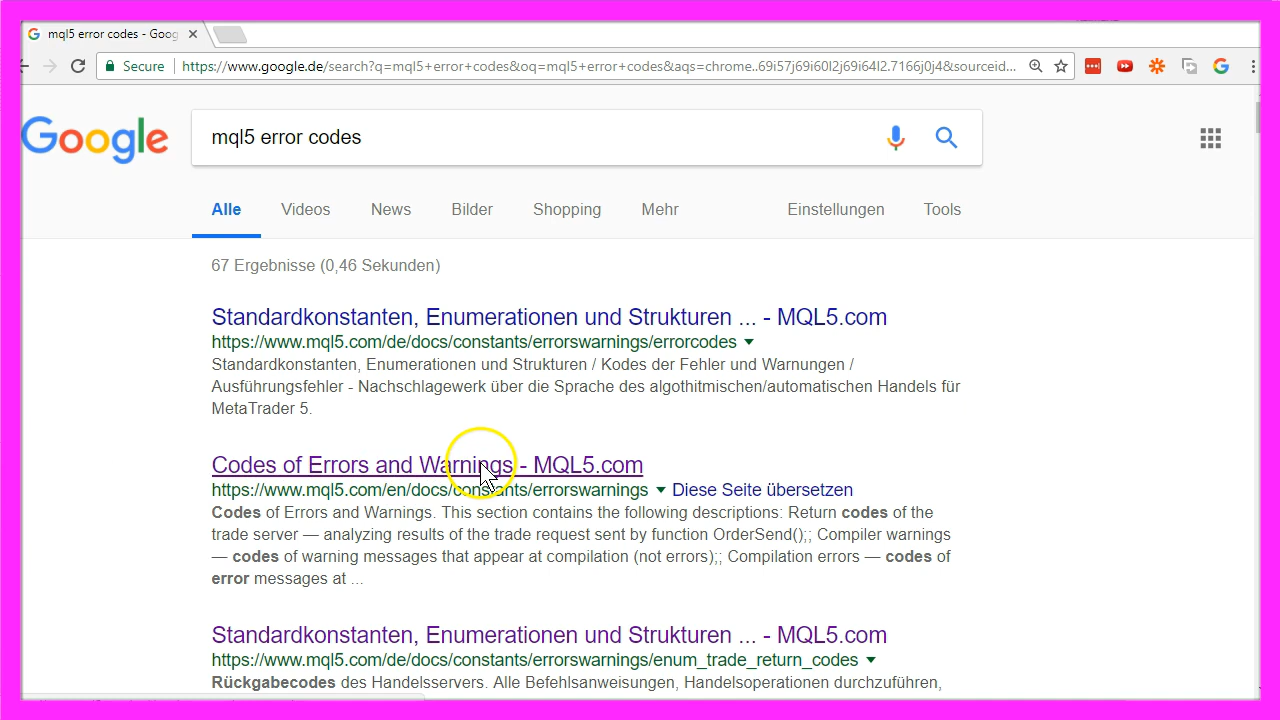 mql5 error codes - Goog
Secure https://www.google.de/search?q=mql5+error+codes&oq=mql5+error+codes&aqs=chrome..69i57j69i60l2j69i64l2.7166j0j4&sourceid...
Google
mql5 error codes
Alle Videos News Bilder Shopping Mehr Einstellungen Tools
67 Ergebnisse (0,46 Sekunden)
Standardkonstanten, Enumerationen und Strukturen ... - MQL5.com
https://www.mql5.com/de/docs/constants/errorswarnings/errorcodes
Standardkonstanten, Enumerationen und Strukturen / Kodes der Fehler und Warnungen /
Ausführungsfehler - Nachschlagewerk über die Sprache des algothitmischen/automatischen Handels für
MetaTrader 5.
Codes of Errors and Warnings - MQL5.com
https://www.mql5.com/en/docs/constants/errorswarnings Diese Seite übersetzen
Codes of Errors and Warnings. This section contains the following descriptions: Return codes of the
trade server — analyzing results of the trade request sent by function OrderSend();; Compiler warnings
— codes of warning messages that appear at compilation (not errors);; Compilation errors — codes of
error messages at ...
Standardkonstanten, Enumerationen und Strukturen ... - MQL5.com
https://www.mql5.com/de/docs/constants/errorswarnings/enum_trade_return_codes
Rückgabecodes des Handelsservers. Alle Befehlsanweisungen, Handelsoperationen durchzuführen,